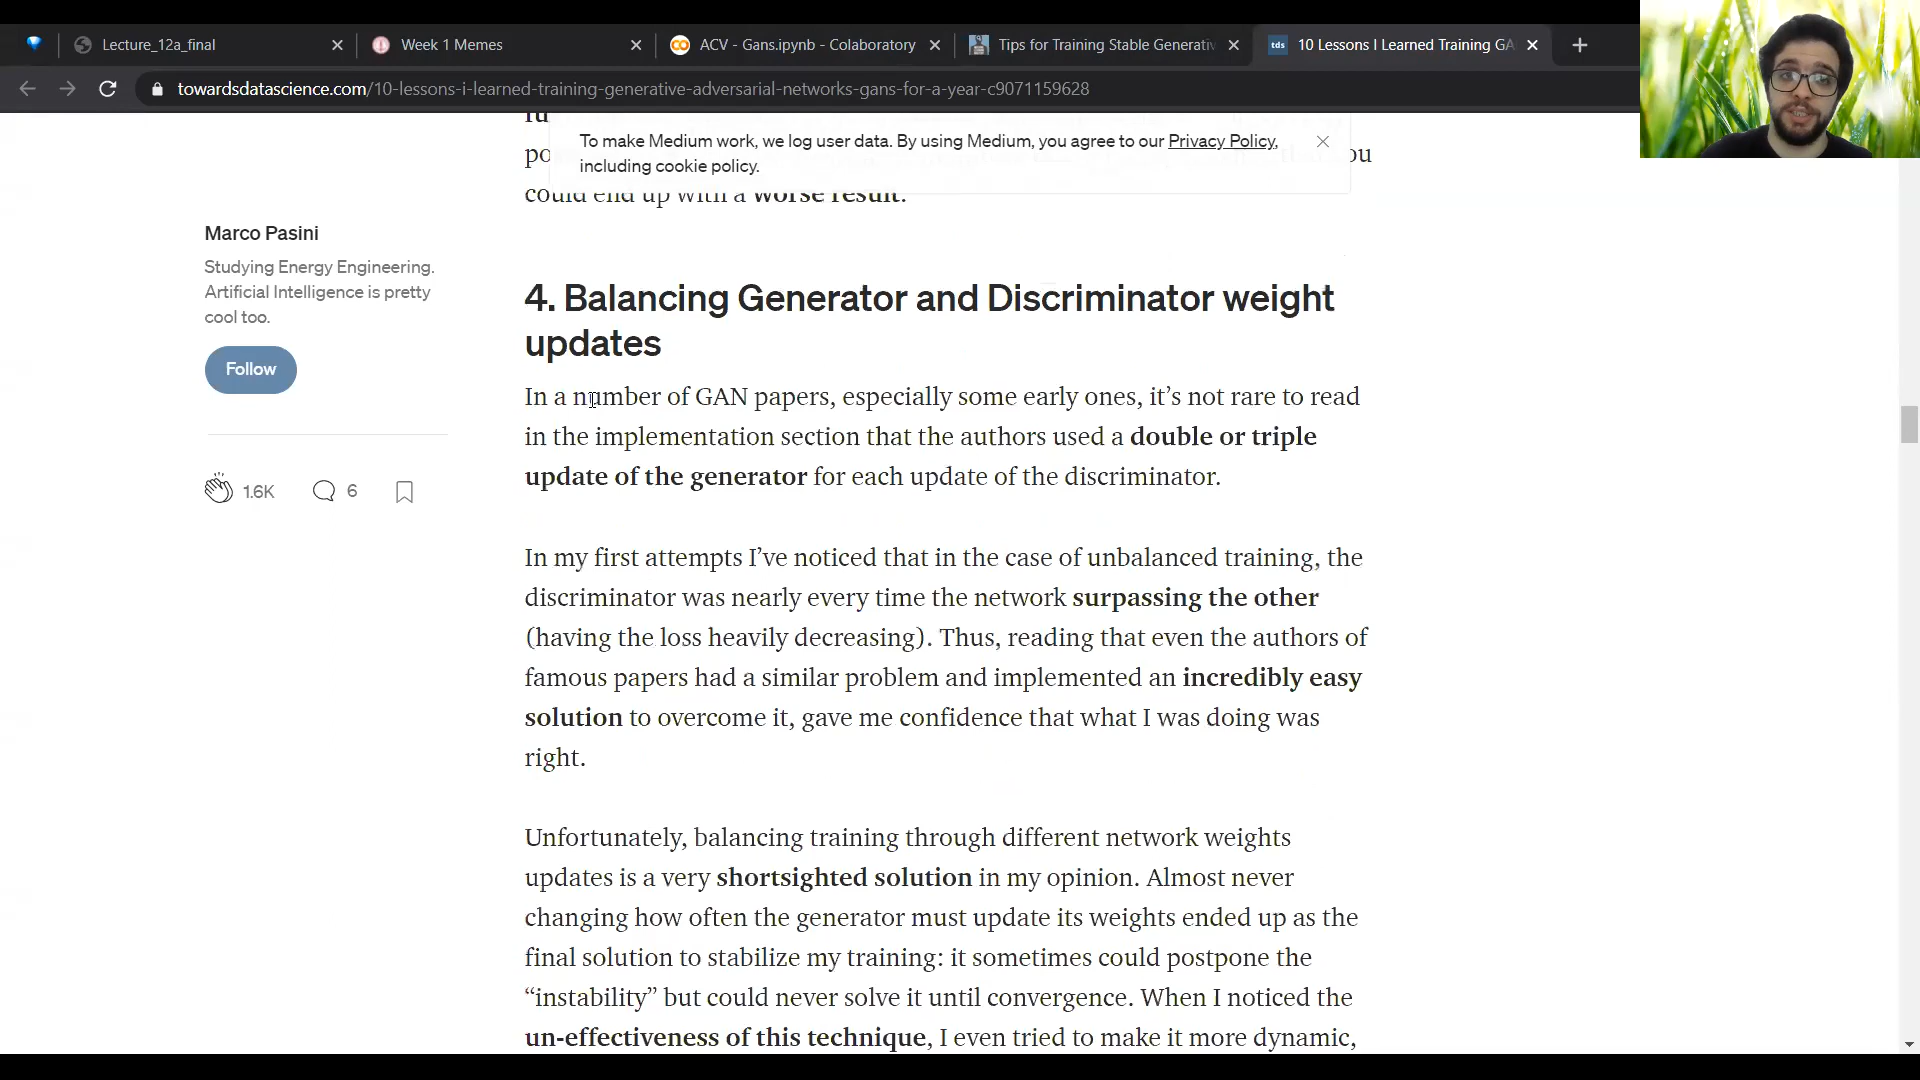 Lecture_12a_final
Week 1 Memes
ACV - Gans.ipynb - Colaboratory
Tips for Training Stable Generati
tds 10 Lessons I Learned Training GA
towardsdatascience.com/10-lessons-i-learned-training-generative-adversarial-networks-gans-for-a-year-c9071159628
To make Medium work, we log user data. By using Medium, you agree to our Privacy Policy,
including cookie policy.
could end up with a worse result.
Marco Pasini
Studying Energy Engineering.
Artificial Intelligence is pretty
cool too.
Follow
1.6K 6
4. Balancing Generator and Discriminator weight
updates
In a number of GAN papers, especially some early ones, it’s not rare to read
in the implementation section that the authors used a double or triple
update of the generator for each update of the discriminator.
In my first attempts I’ve noticed that in the case of unbalanced training, the
discriminator was nearly every time the network surpassing the other
(having the loss heavily decreasing). Thus, reading that even the authors of
famous papers had a similar problem and implemented an incredibly easy
solution to overcome it, gave me confidence that what I was doing was
right.
Unfortunately, balancing training through different network weights
updates is a very shortsighted solution in my opinion. Almost never
changing how often the generator must update its weights ended up as the
final solution to stabilize my training: it sometimes could postpone the
“instability” but could never solve it until convergence. When I noticed the
un-effectiveness of this technique, I even tried to make it more dynamic,